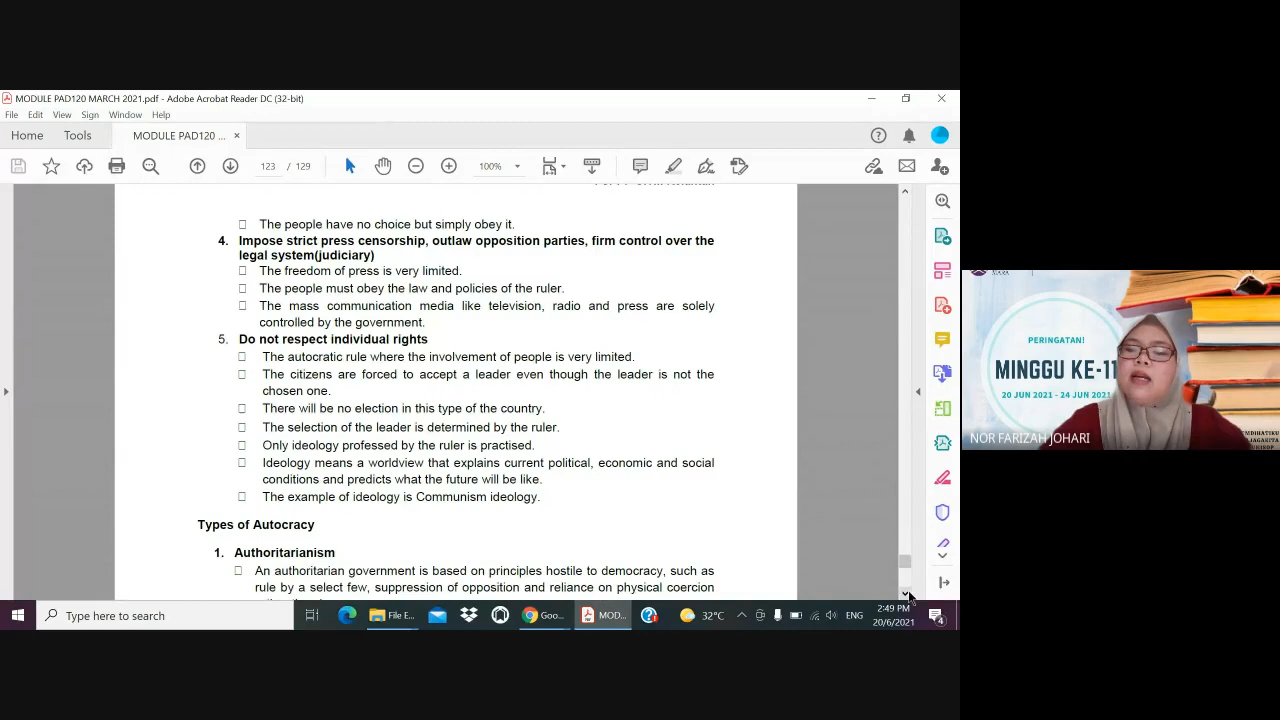 MODULE PAD120 MARCH 2021.pdf - Adobe Acrobat Reader DC (32-bit)
File Edit View Sign Window Help
Home Tools MODULE PAD120 ... ×
123 / 129 100%
The people have no choice but simply obey it.
4. Impose strict press censorship, outlaw opposition parties, firm control over the
legal system(judiciary)
The freedom of press is very limited.
The people must obey the law and policies of the ruler.
The mass communication media like television, radio and press are solely
controlled by the government.
5. Do not respect individual rights
The autocratic rule where the involvement of people is very limited.
The citizens are forced to accept a leader even though the leader is not the
chosen one.
There will be no election in this type of the country.
The selection of the leader is determined by the ruler.
Only ideology professed by the ruler is practised.
Ideology means a worldview that explains current political, economic and social
conditions and predicts what the future will be like.
The example of ideology is Communism ideology.
Types of Autocracy
1. Authoritarianism
An authoritarian government is based on principles hostile to democracy, such as
rule by a select few, suppression of opposition and reliance on physical coercion
Type here to search
File E...
Goo...
MOD...
32°C
ENG
2:49 PM
20/6/2021
4
PERINGATAN!
MINGGU KE-11
20 JUN 2021 - 24 JUN 2021
NOR FARIZAH JOHARI